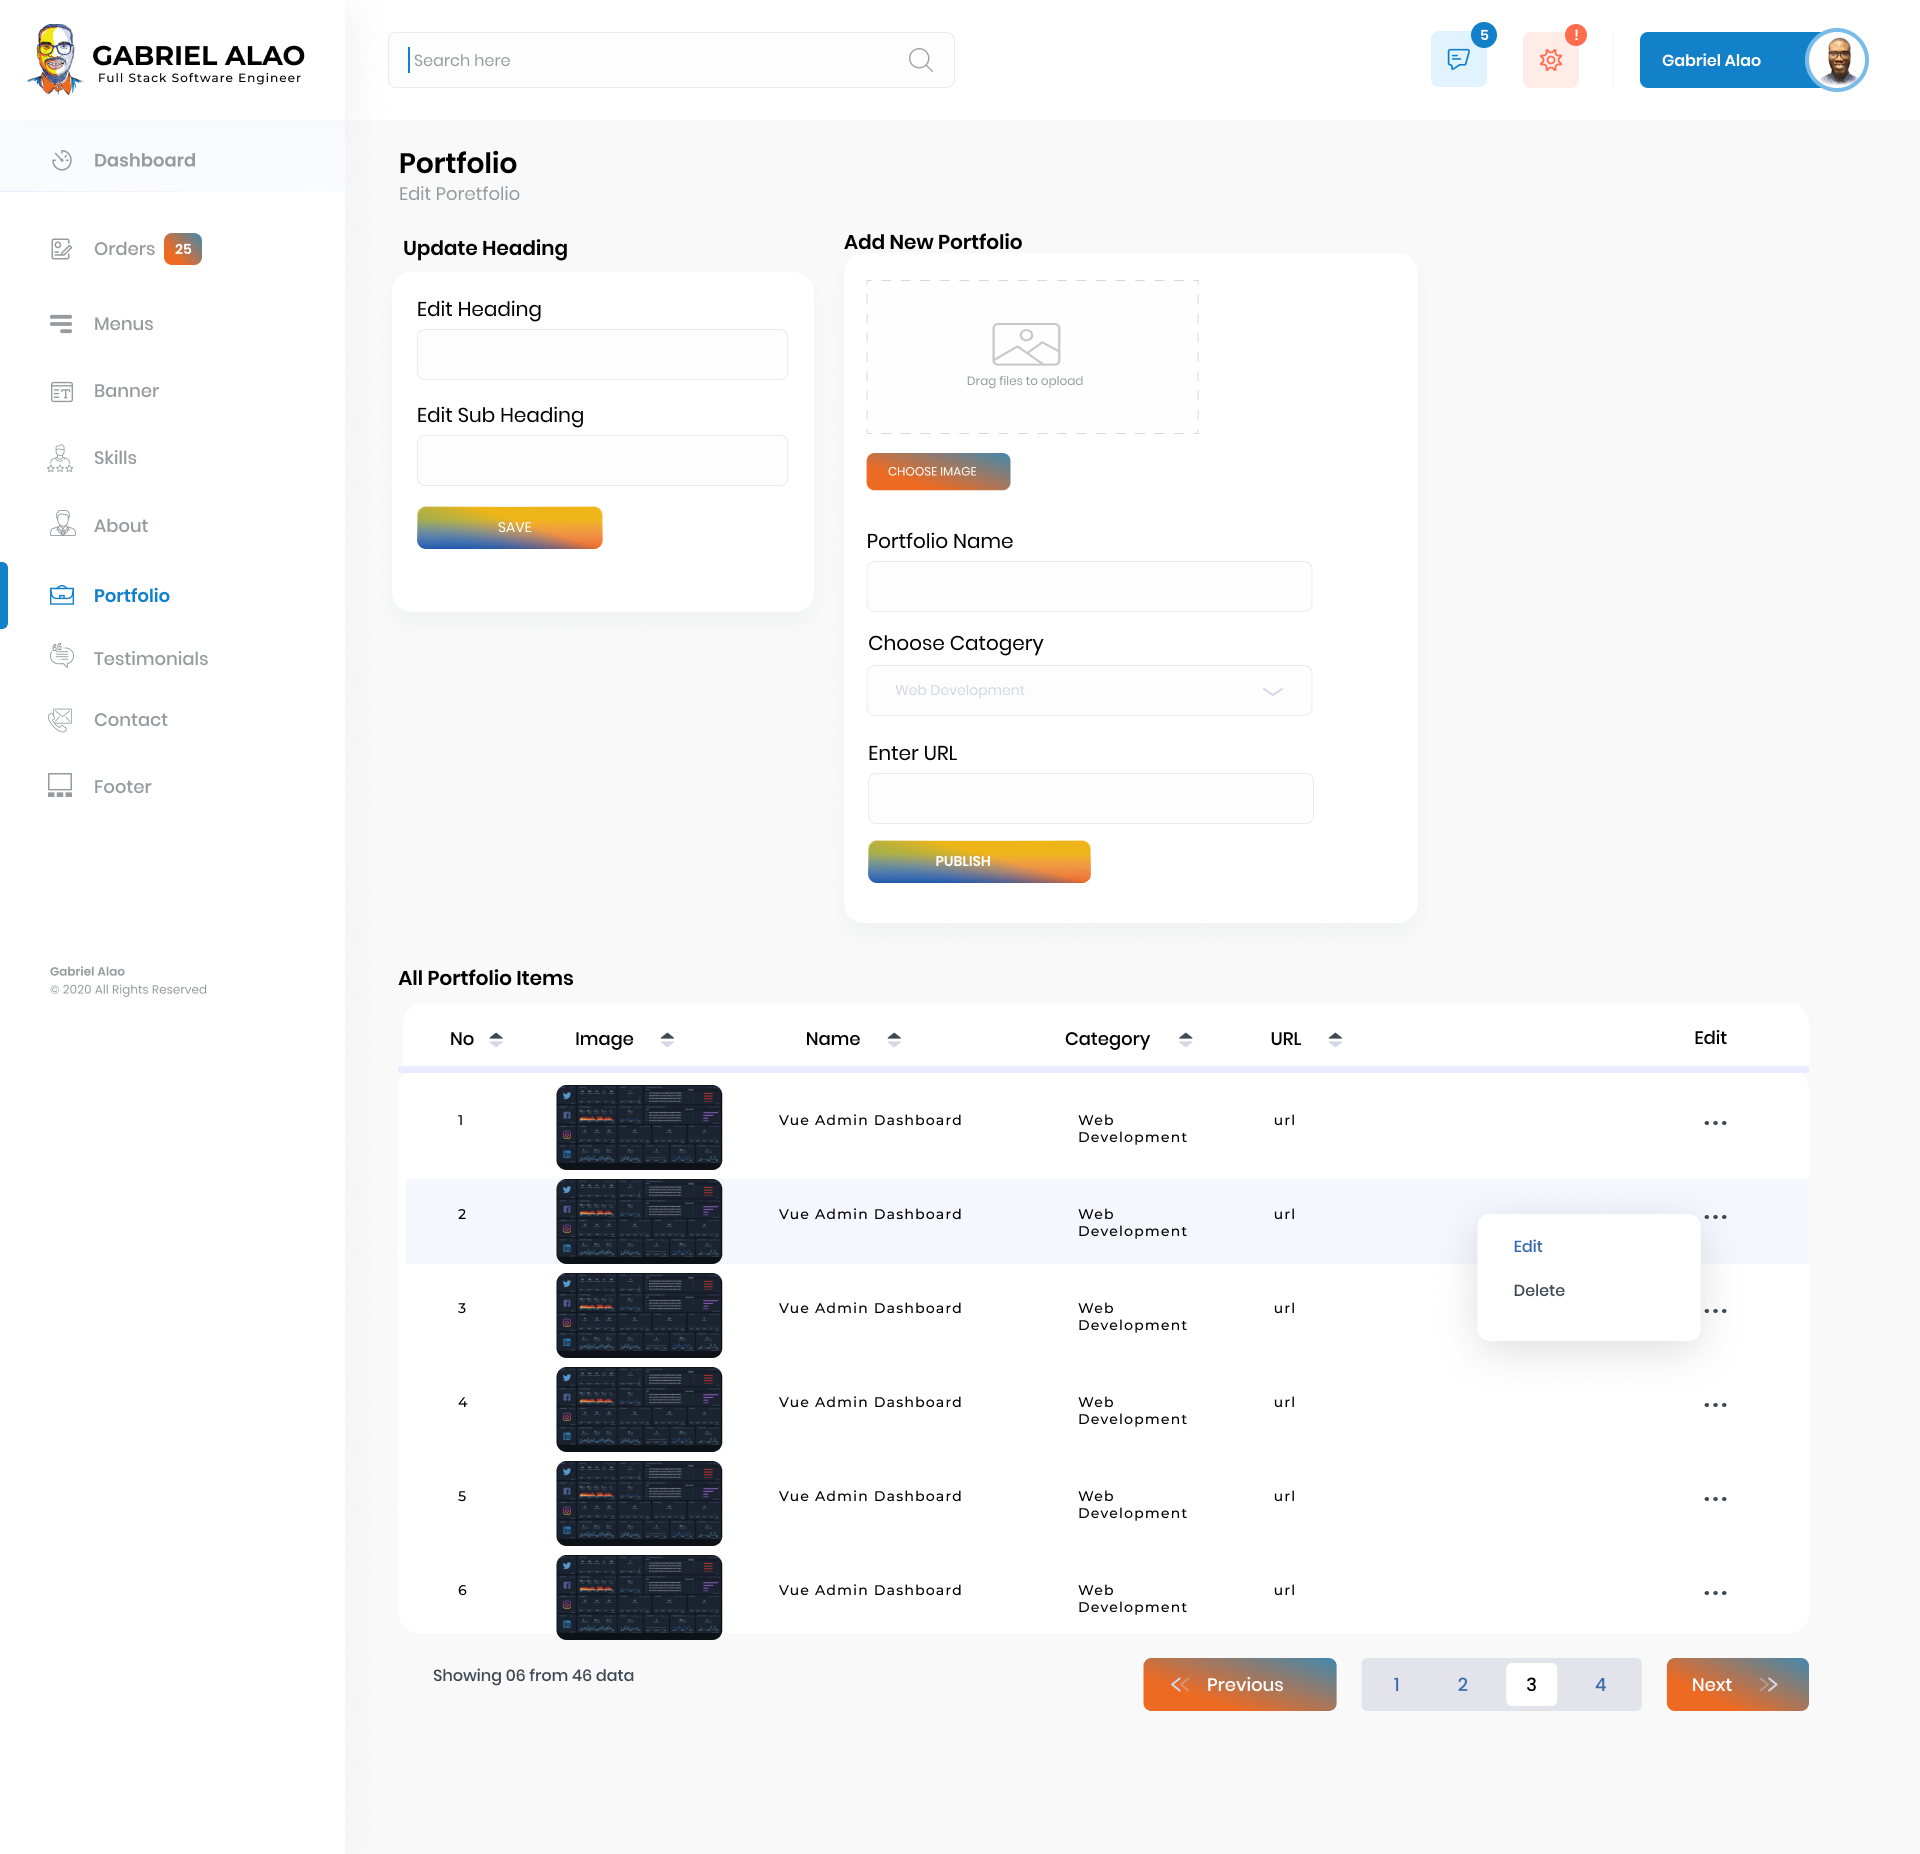 GABRIEL ALAO
Full Stack Software Engineer
Search here
5
!
Gabriel Alao
Dashboard
Orders 25
Menus
Banner
Skills
About
Portfolio
Testimonials
Contact
Footer
Gabriel Alao
© 2020 All Rights Reserved
Portfolio
Edit Poretfolio
Update Heading
Edit Heading
Edit Sub Heading
SAVE
Add New Portfolio
Drag files to upload
CHOOSE IMAGE
Portfolio Name
Choose Catogery
Web Development
Enter URL
PUBLISH
All Portfolio Items
No Image Name Category URL Edit
1 Vue Admin Dashboard Web url ...
Development
2 Vue Admin Dashboard Web url ...
Development
Edit
Delete
3 Vue Admin Dashboard Web url ...
Development
4 Vue Admin Dashboard Web url ...
Development
5 Vue Admin Dashboard Web url ...
Development
6 Vue Admin Dashboard Web url ...
Development
Showing 06 from 46 data
Previous 1 2 3 4 Next